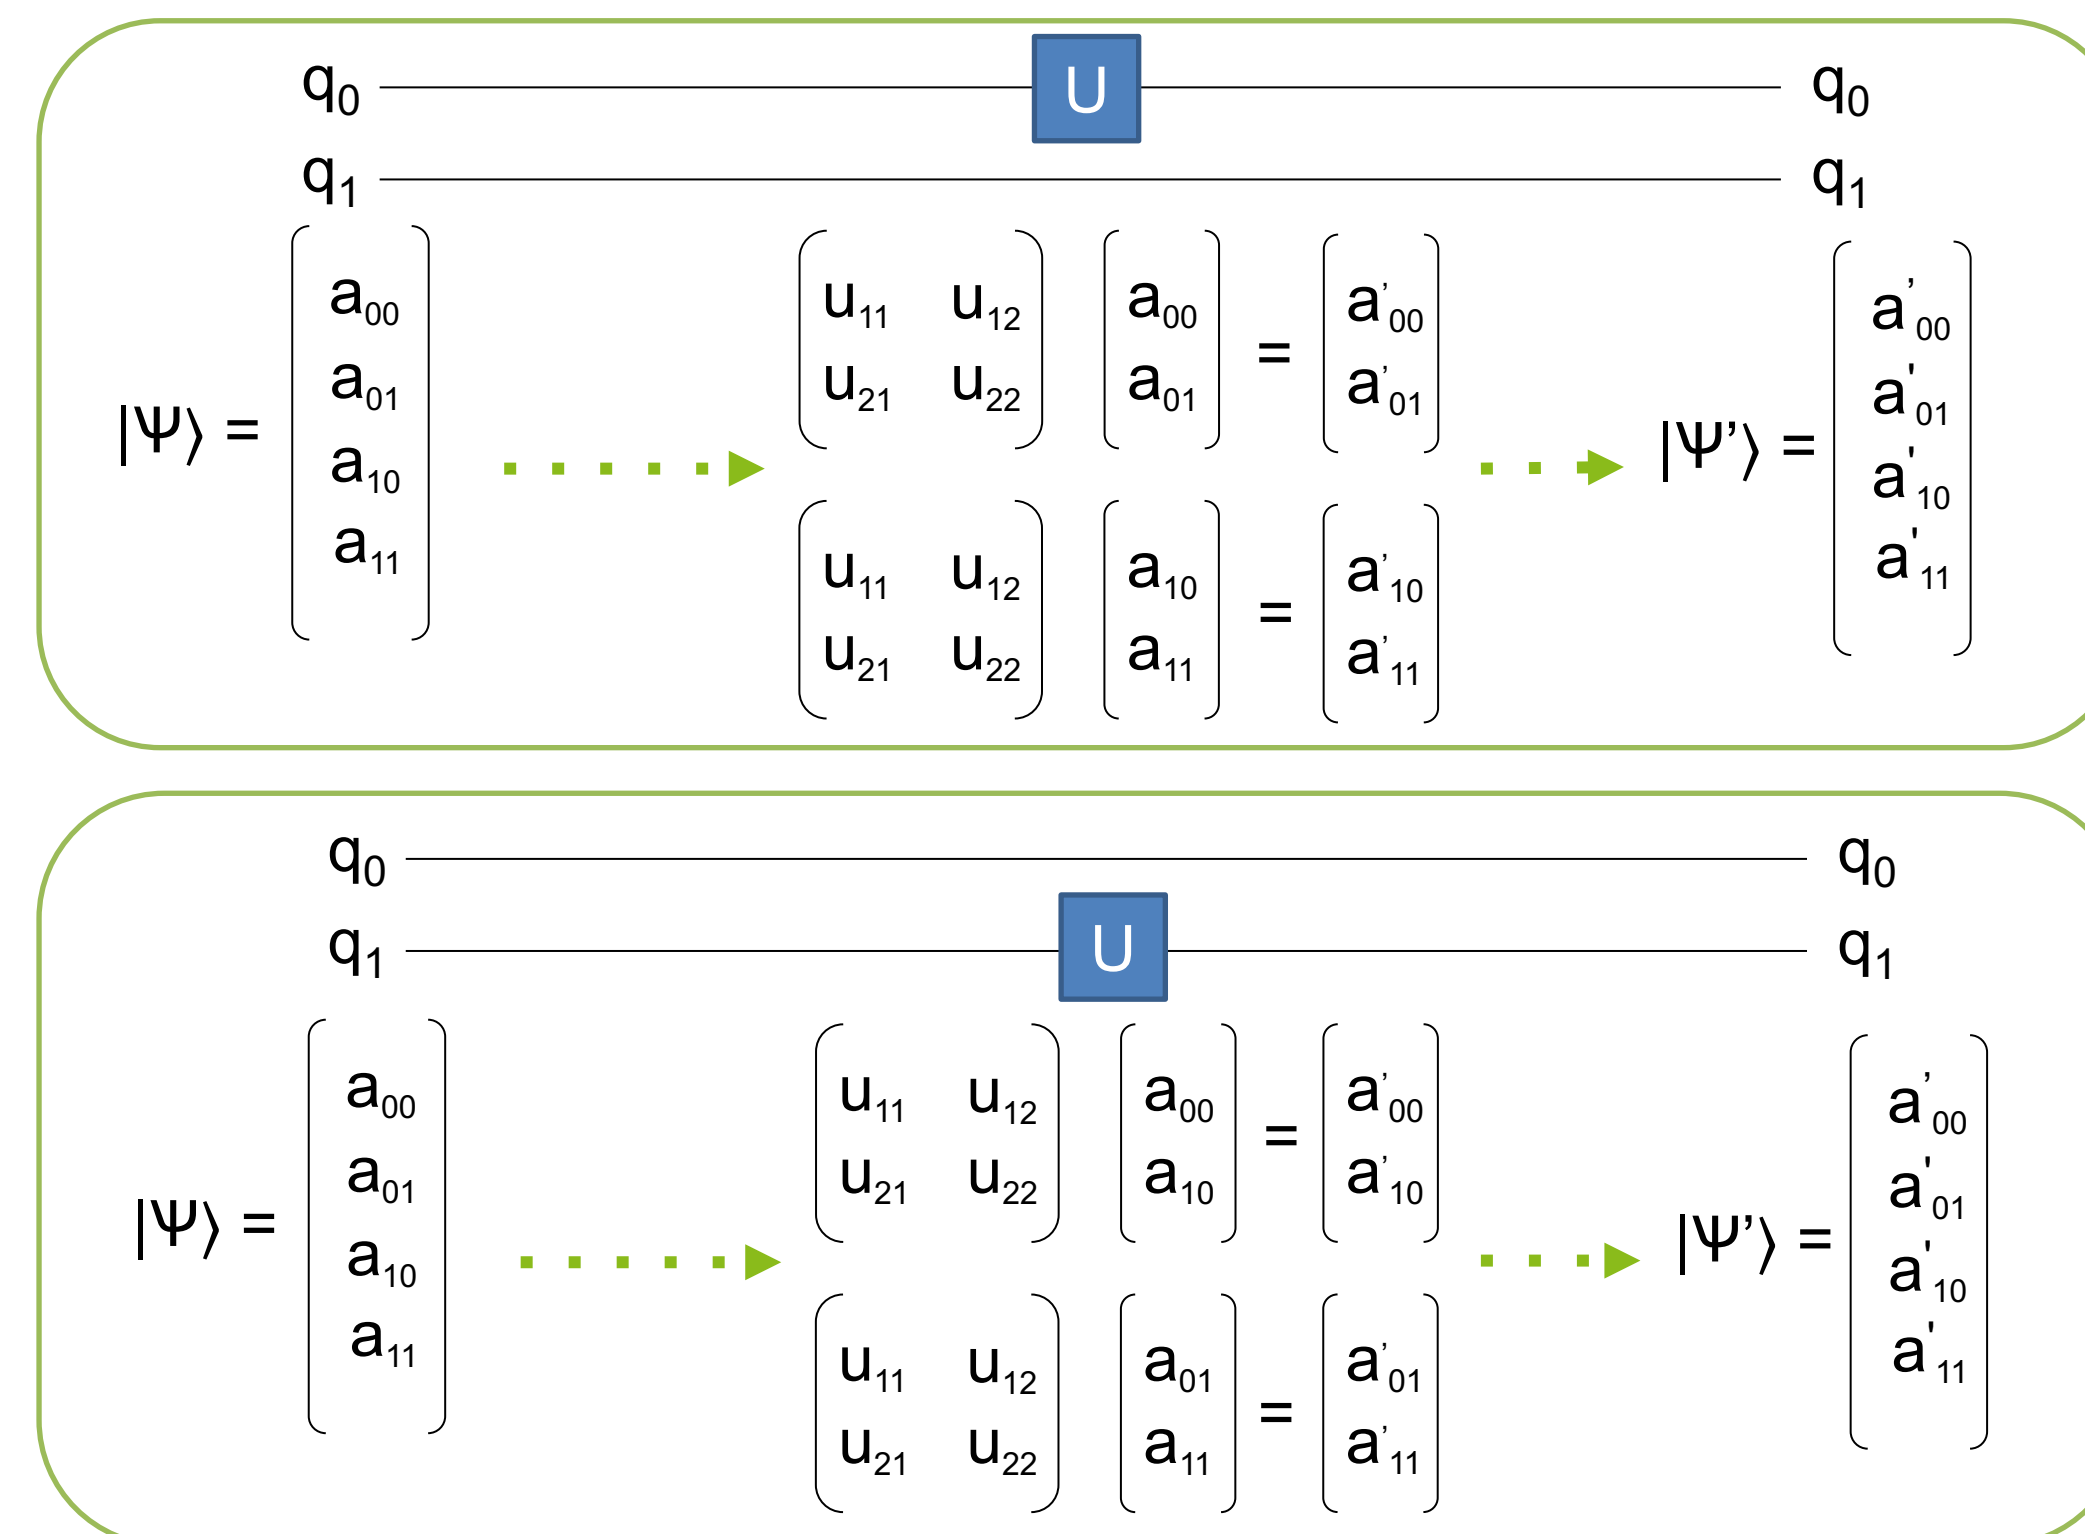 q₀ U q₀
q₁ q₁
|Ψ⟩ =
a₀₀
a₀₁
a₁₀
a₁₁
u₁₁ u₁₂ a₀₀ = a’₀₀
u₂₁ u₂₂ a₀₁ a’₀₁
u₁₁ u₁₂ a₁₀ = a’₁₀
u₂₁ u₂₂ a₁₁ a’₁₁
|Ψ’⟩ =
a’₀₀
a'₀₁
a'₁₀
a'₁₁
q₀ q₀
q₁ U q₁
|Ψ⟩ =
a₀₀
a₀₁
a₁₀
a₁₁
u₁₁ u₁₂ a₀₀ = a’₀₀
u₂₁ u₂₂ a₁₀ a’₁₀
u₁₁ u₁₂ a₀₁ = a’₀₁
u₂₁ u₂₂ a₁₁ a’₁₁
|Ψ’⟩ =
a’₀₀
a'₀₁
a'₁₀
a'₁₁